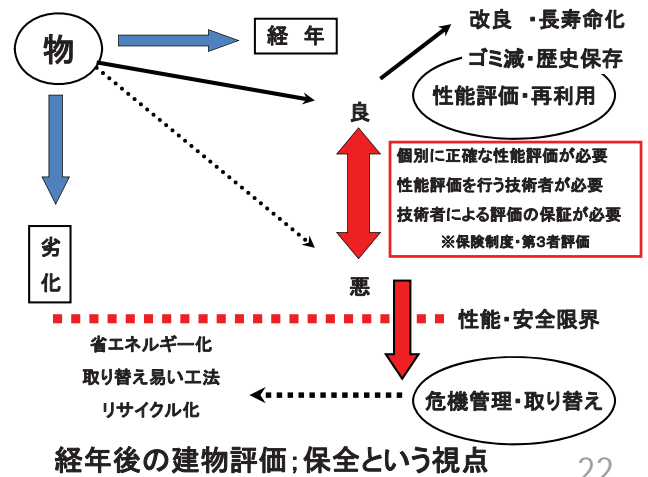 物
経 年
改良 ・長寿命化
ゴミ減・歴史保存
性能評価・再利用
良
個別に正確な性能評価が必要
性能評価を行う技術者が必要
技術者による評価の保証が必要
※保険制度・第3者評価
劣
化
悪
性能・安全限界
省エネルギー化
取り替え易い工法
リサイクル化
危機管理・取り替え
経年後の建物評価;保全という視点
22